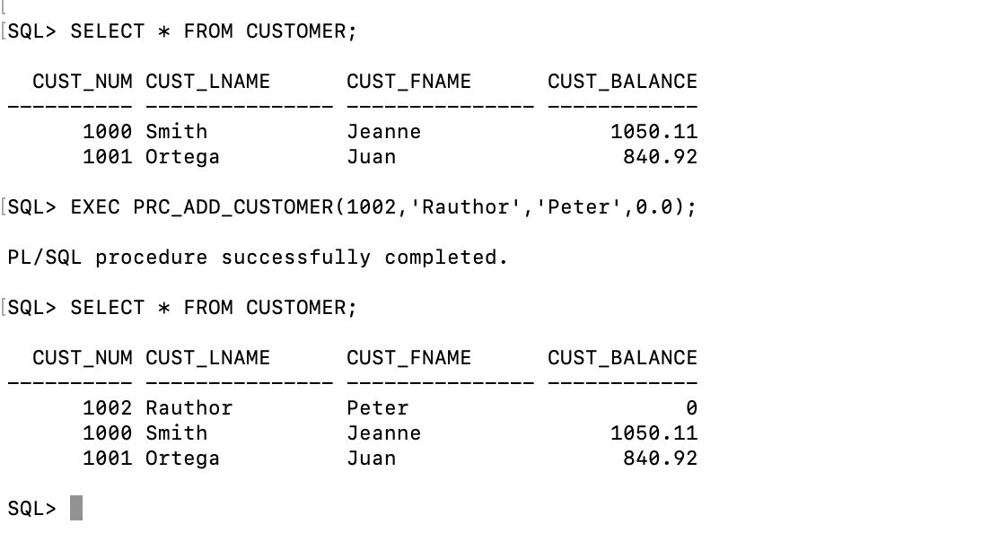 SQL> SELECT * FROM CUSTOMER;
CUST_NUM CUST_LNAME CUST_FNAME CUST_BALANCE
---------- --------------- --------------- ------------
1000 Smith Jeanne 1050.11
1001 Ortega Juan 840.92
SQL> EXEC PRC_ADD_CUSTOMER(1002,'Rauthor','Peter',0.0);
PL/SQL procedure successfully completed.
SQL> SELECT * FROM CUSTOMER;
CUST_NUM CUST_LNAME CUST_FNAME CUST_BALANCE
---------- --------------- --------------- ------------
1002 Rauthor Peter 0
1000 Smith Jeanne 1050.11
1001 Ortega Juan 840.92
SQL>